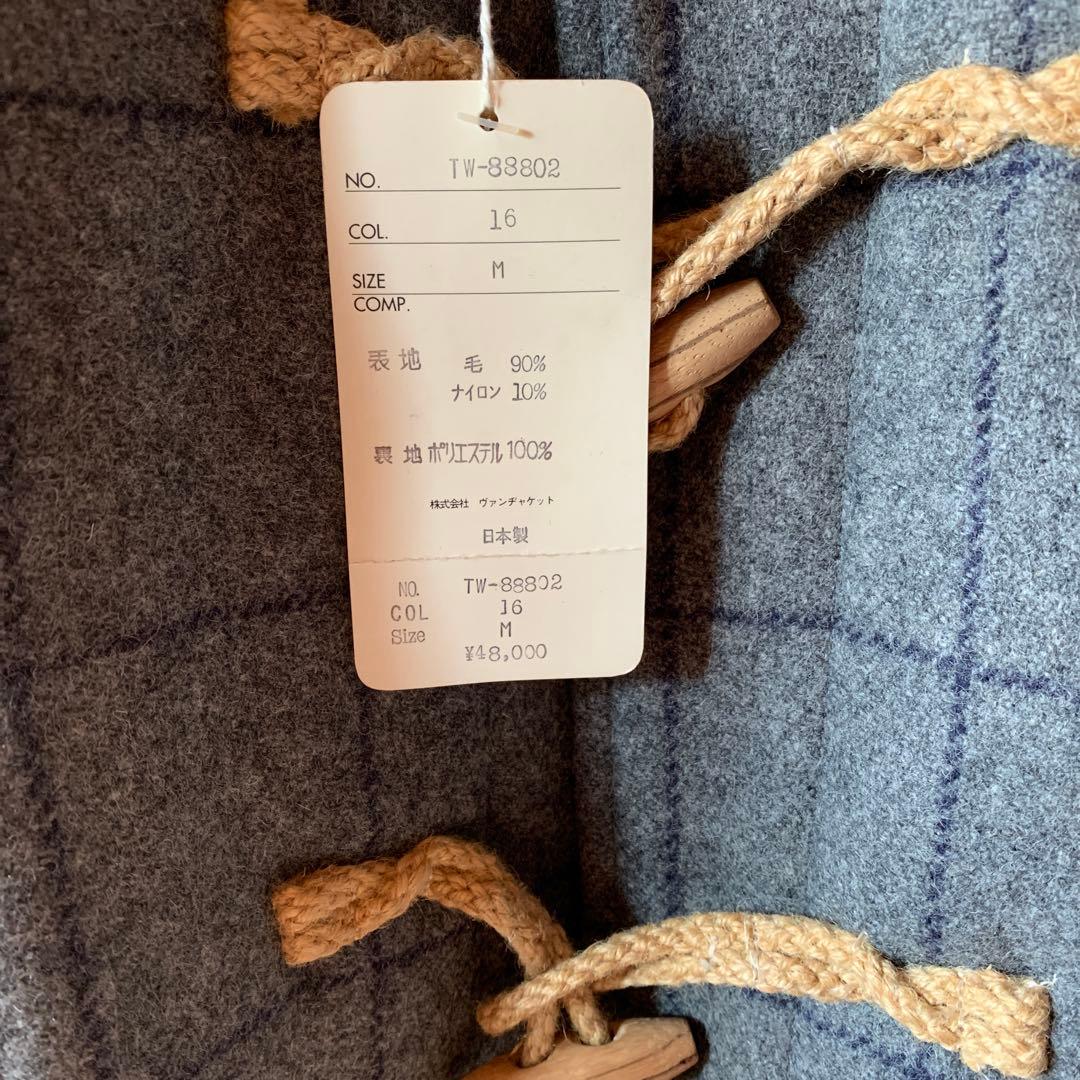 NO. TW-88802
COL. 16
SIZE M
COMP.
表地 毛 90%
ナイロン 10%
裏地 ポリエステル 100%
株式会社 ヴァンヂャケット
日本製
NO. TW-88802
COL 16
Size M
¥48,000